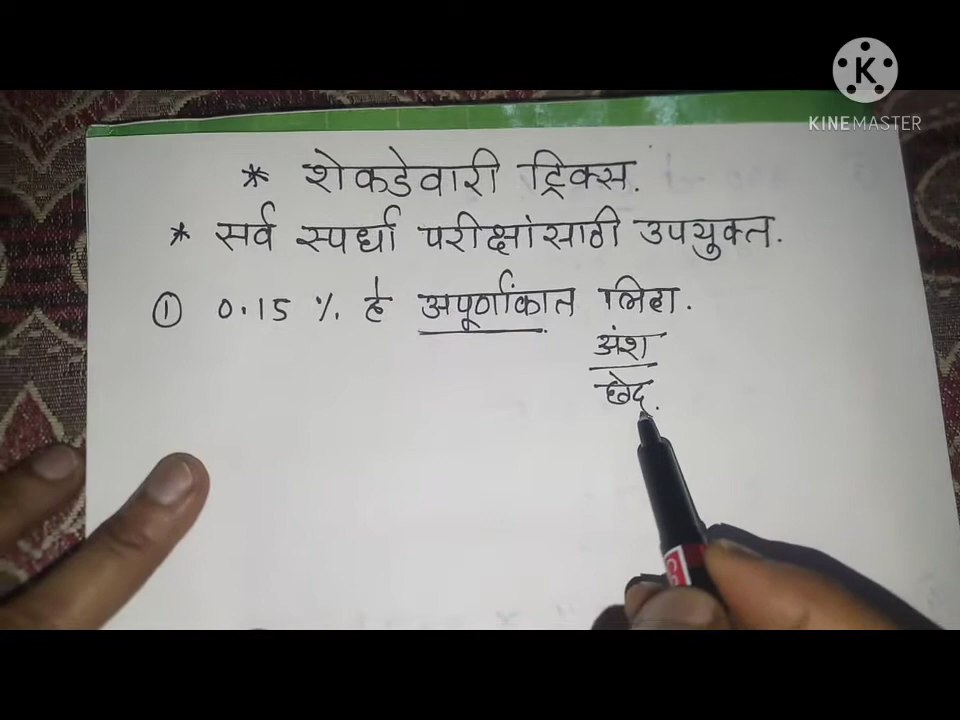 K
KINEMASTER
* शेकडेवारी ट्रिक्स.
* सर्व स्पर्धा परीक्षांसाठी उपयुक्त.
① 0.15 % हे अपूर्णांकात लिहा.
अंश
छेद.